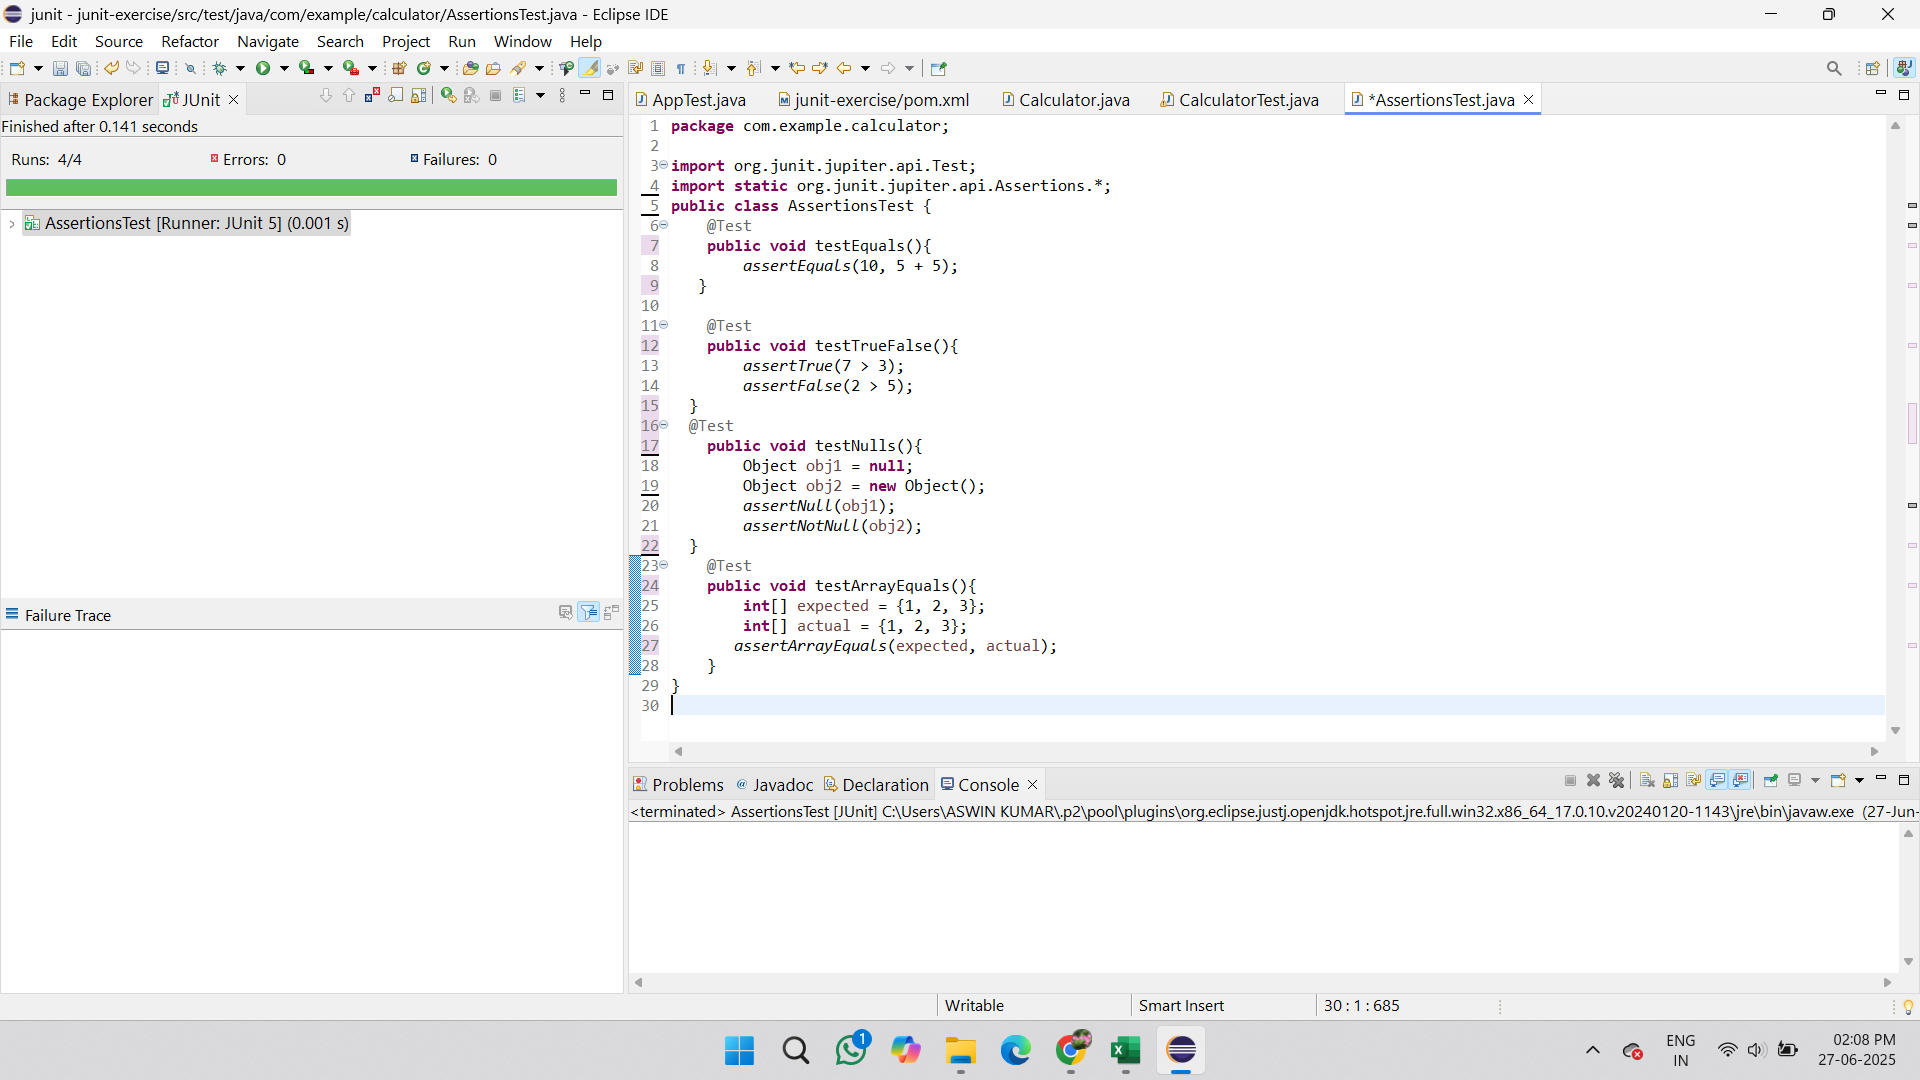 junit - junit-exercise/src/test/java/com/example/calculator/AssertionsTest.java - Eclipse IDE
File Edit Source Refactor Navigate Search Project Run Window Help
Package Explorer JUnit
Finished after 0.141 seconds
Runs: 4/4 Errors: 0 Failures: 0
AssertionsTest [Runner: JUnit 5] (0.001 s)
Failure Trace
AppTest.java junit-exercise/pom.xml Calculator.java CalculatorTest.java *AssertionsTest.java
1 package com.example.calculator;
2
3 import org.junit.jupiter.api.Test;
4 import static org.junit.jupiter.api.Assertions.*;
5 public class AssertionsTest {
6 @Test
7 public void testEquals(){
8 assertEquals(10, 5 + 5);
9 }
10
11 @Test
12 public void testTrueFalse(){
13 assertTrue(7 > 3);
14 assertFalse(2 > 5);
15 }
16 @Test
17 public void testNulls(){
18 Object obj1 = null;
19 Object obj2 = new Object();
20 assertNull(obj1);
21 assertNotNull(obj2);
22 }
23 @Test
24 public void testArrayEquals(){
25 int[] expected = {1, 2, 3};
26 int[] actual = {1, 2, 3};
27 assertArrayEquals(expected, actual);
28 }
29 }
30
Problems @ Javadoc Declaration Console
<terminated> AssertionsTest [JUnit] C:\Users\ASWIN KUMAR\.p2\pool\plugins\org.eclipse.justj.openjdk.hotspot.jre.full.win32.x86_64_17.0.10.v20240120-1143\jre\bin\javaw.exe (27-Jun-
Writable Smart Insert 30 : 1 : 685
1
ENG
IN
02:08 PM
27-06-2025